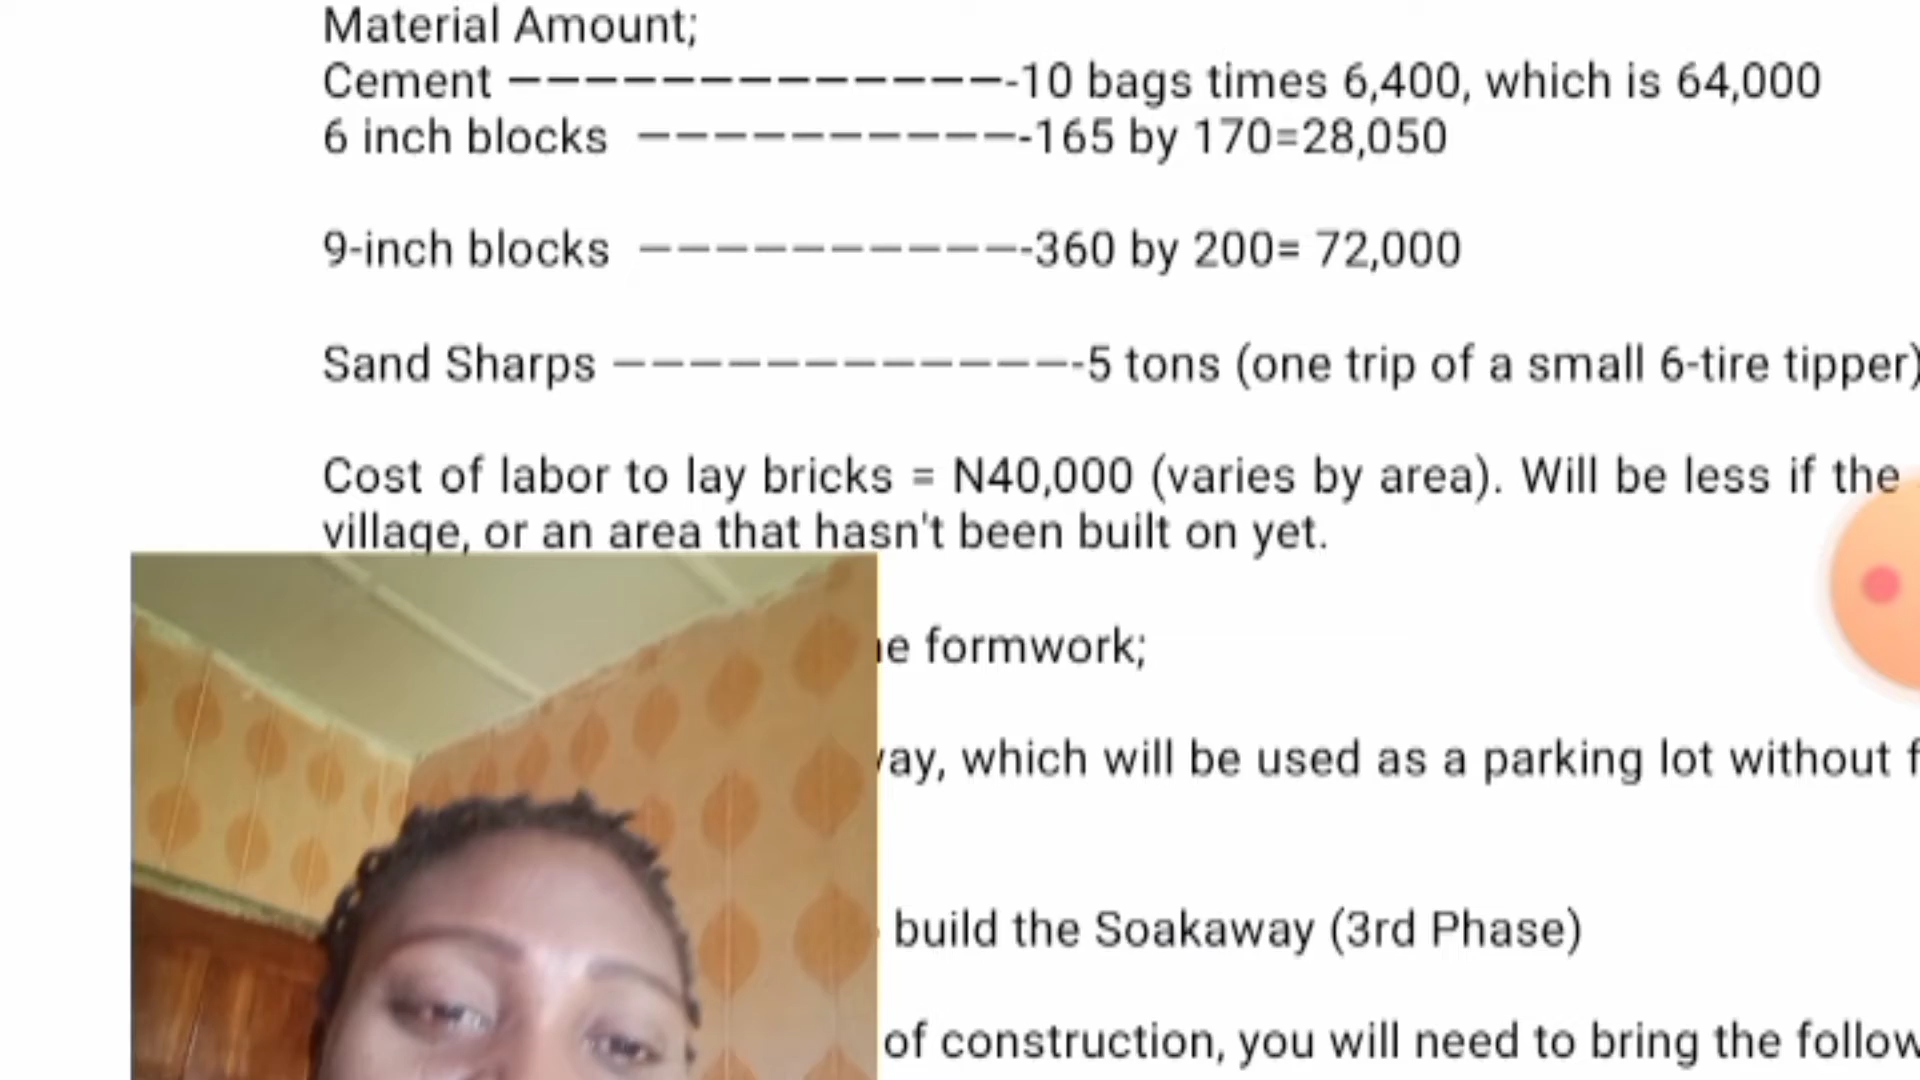 Material Amount;
Cement —————————————-10 bags times 6,400, which is 64,000
6 inch blocks ——————————-165 by 170=28,050
9-inch blocks ——————————-360 by 200= 72,000
Sand Sharps ————————————-5 tons (one trip of a small 6-tire tipper)
Cost of labor to lay bricks = N40,000 (varies by area). Will be less if the
village, or an area that hasn't been built on yet.
formwork;
which will be used as a parking lot without
build the Soakaway (3rd Phase)
of construction, you will need to bring the